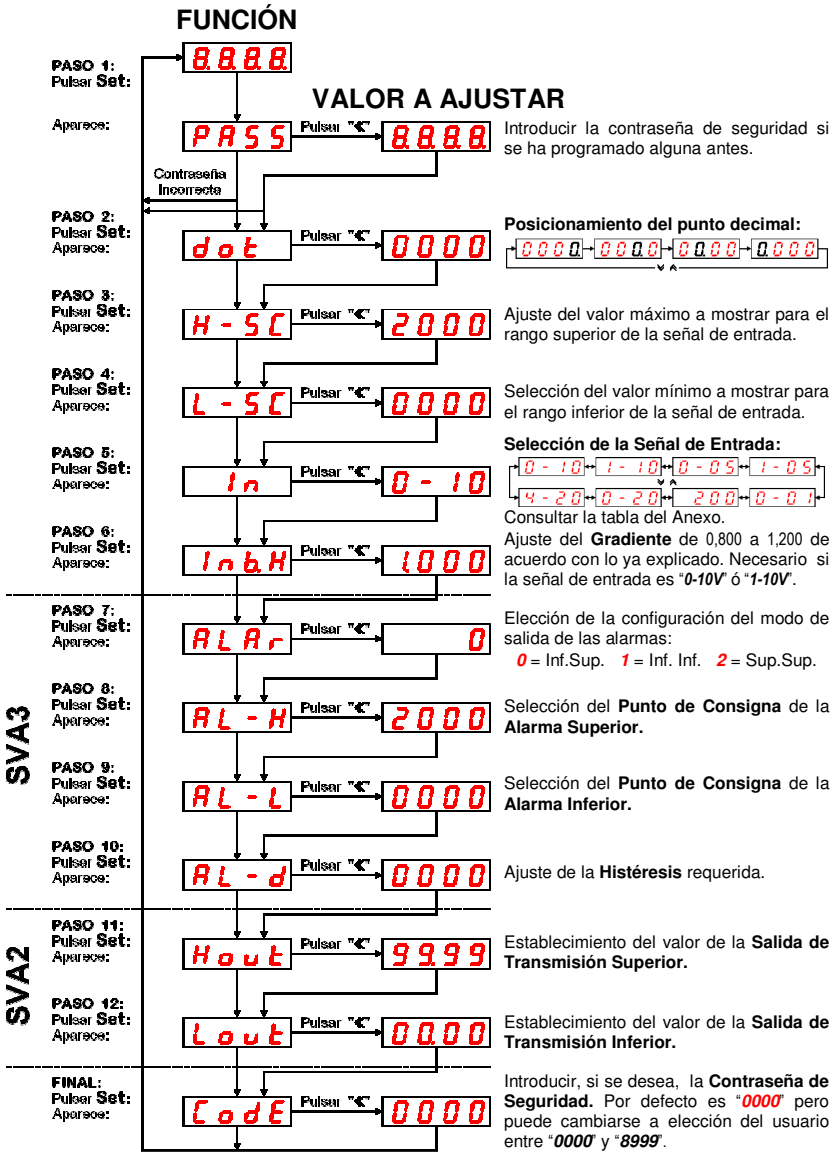 FUNCIÓN
8.8.8.8.
PASO 1:
Pulsar Set:
VALOR A AJUSTAR
Aparece:
PASS
Pulsar "≪"
8.8.8.8.
Introducir la contraseña de seguridad si
se ha programado alguna antes.
Contraseña
Incorrecta
PASO 2:
Pulsar Set:
Aparece:
dot
Pulsar "≪"
0000
Posicionamiento del punto decimal:
0000. 000.0 00.00 0.000
PASO 3:
Pulsar Set:
Aparece:
H-SC
Pulsar "≪"
2000
Ajuste del valor máximo a mostrar para el
rango superior de la señal de entrada.
PASO 4:
Pulsar Set:
Aparece:
L-SC
Pulsar "≪"
0000
Selección del valor mínimo a mostrar para
el rango inferior de la señal de entrada.
PASO 5:
Pulsar Set:
Aparece:
In
Pulsar "≪"
0-10
Selección de la Señal de Entrada:
0-10 1-10 0-05 1-05
4-20 0-20 200 0-01
Consultar la tabla del Anexo.
PASO 6:
Pulsar Set:
Aparece:
Inb.H
Pulsar "≪"
1.000
Ajuste del Gradiente de 0,800 a 1,200 de
acuerdo con lo ya explicado. Necesario si
la señal de entrada es “0-10V” ó “1-10V”.
SVA3
PASO 7:
Pulsar Set:
Aparece:
ALAr
Pulsar "≪"
0
Elección de la configuración del modo de
salida de las alarmas:
0 = Inf.Sup. 1 = Inf. Inf. 2 = Sup.Sup.
PASO 8:
Pulsar Set:
Aparece:
AL-H
Pulsar "≪"
2000
Selección del Punto de Consigna de la
Alarma Superior.
PASO 9:
Pulsar Set:
Aparece:
AL-L
Pulsar "≪"
0000
Selección del Punto de Consigna de la
Alarma Inferior.
PASO 10:
Pulsar Set:
Aparece:
AL-d
Pulsar "≪"
0000
Ajuste de la Histéresis requerida.
SVA2
PASO 11:
Pulsar Set:
Aparece:
Hout
Pulsar "≪"
99.99
Establecimiento del valor de la Salida de
Transmisión Superior.
PASO 12:
Pulsar Set:
Aparece:
Lout
Pulsar "≪"
00.00
Establecimiento del valor de la Salida de
Transmisión Inferior.
FINAL:
Pulsar Set:
Aparece:
CodE
Pulsar "≪"
0000
Introducir, si se desea, la Contraseña de
Seguridad. Por defecto es “0000” pero
puede cambiarse a elección del usuario
entre “0000” y “8999”.